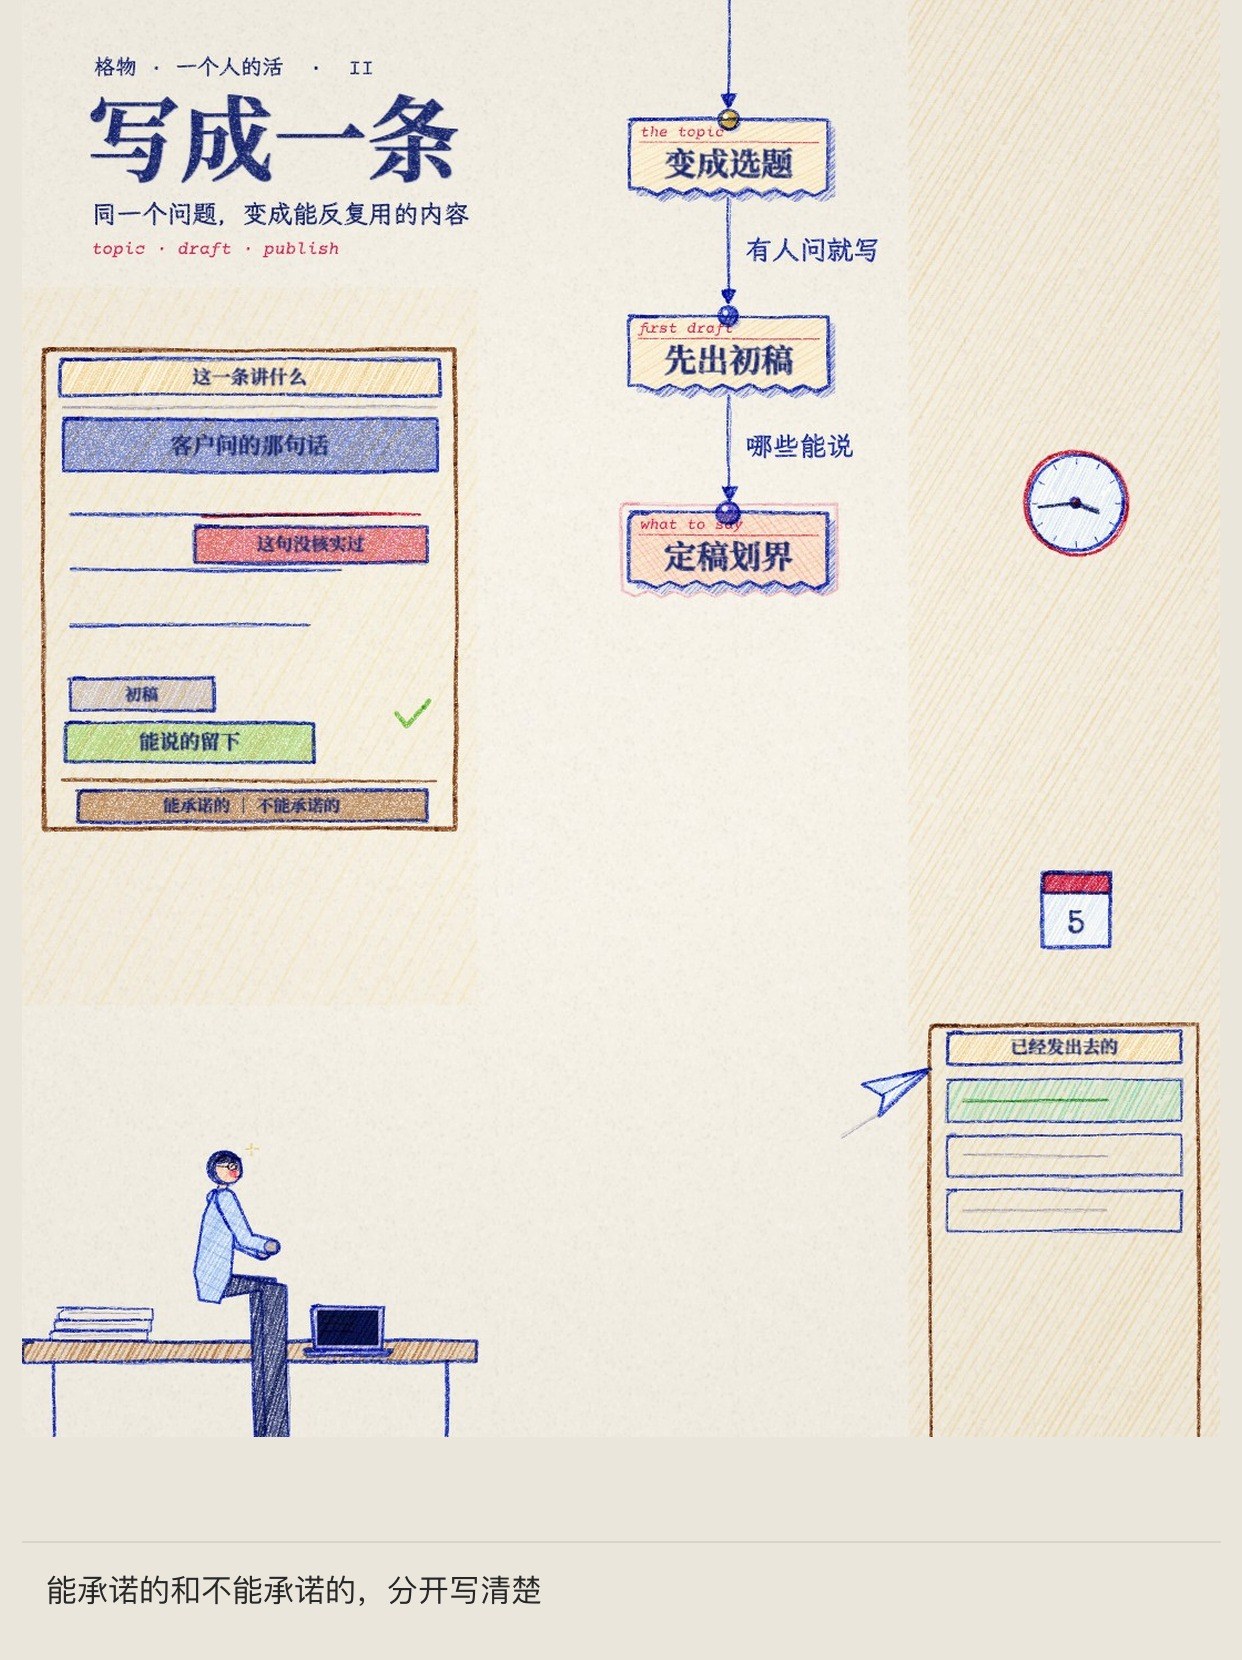 格物 · 一个人的活 · II
写成一条
同一个问题，变成能反复用的内容
topic · draft · publish
这一条讲什么
客户问的那句话
这句没核实过
初稿
能说的留下
能承诺的 | 不能承诺的
the topic
变成选题
有人问就写
first draft
先出初稿
哪些能说
what to say
定稿划界
5
已经发出去的
能承诺的和不能承诺的，分开写清楚